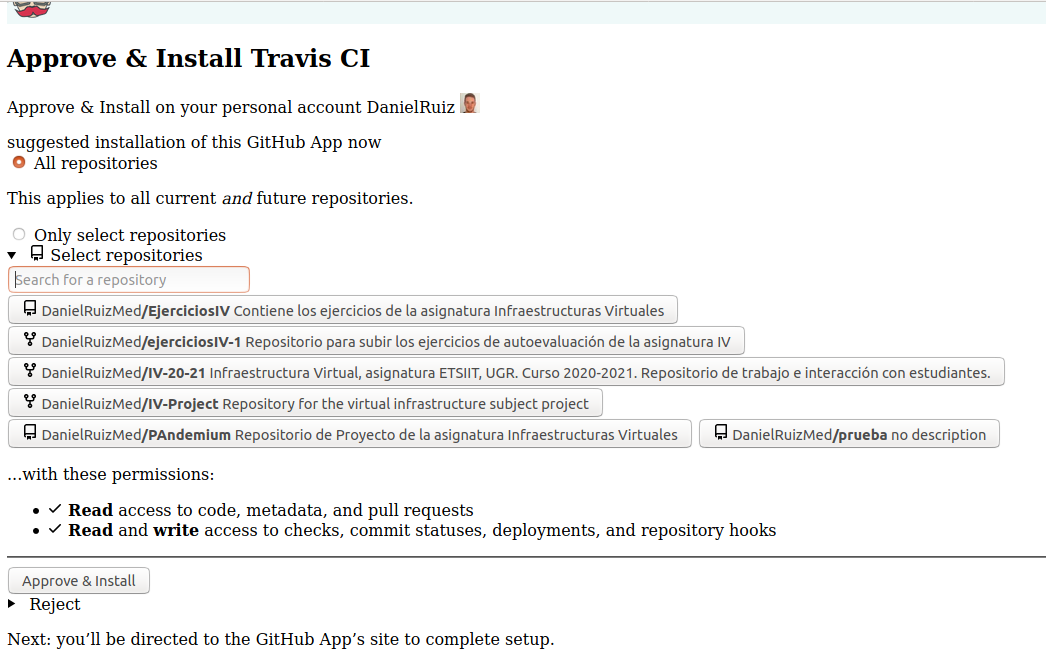 Approve & Install Travis CI
Approve & Install on your personal account DanielRuiz
suggested installation of this GitHub App now
All repositories
This applies to all current and future repositories.
Only select repositories
Select repositories
Search for a repository
DanielRuizMed/EjerciciosIV Contiene los ejercicios de la asignatura Infraestructuras Virtuales
DanielRuizMed/ejerciciosIV-1 Repositorio para subir los ejercicios de autoevaluación de la asignatura IV
DanielRuizMed/IV-20-21 Infraestructura Virtual, asignatura ETSIIT, UGR. Curso 2020-2021. Repositorio de trabajo e interacción con estudiantes.
DanielRuizMed/IV-Project Repository for the virtual infrastructure subject project
DanielRuizMed/PAndemium Repositorio de Proyecto de la asignatura Infraestructuras Virtuales DanielRuizMed/prueba no description
...with these permissions:
Read access to code, metadata, and pull requests
Read and write access to checks, commit statuses, deployments, and repository hooks
Approve & Install
Reject
Next: you’ll be directed to the GitHub App’s site to complete setup.